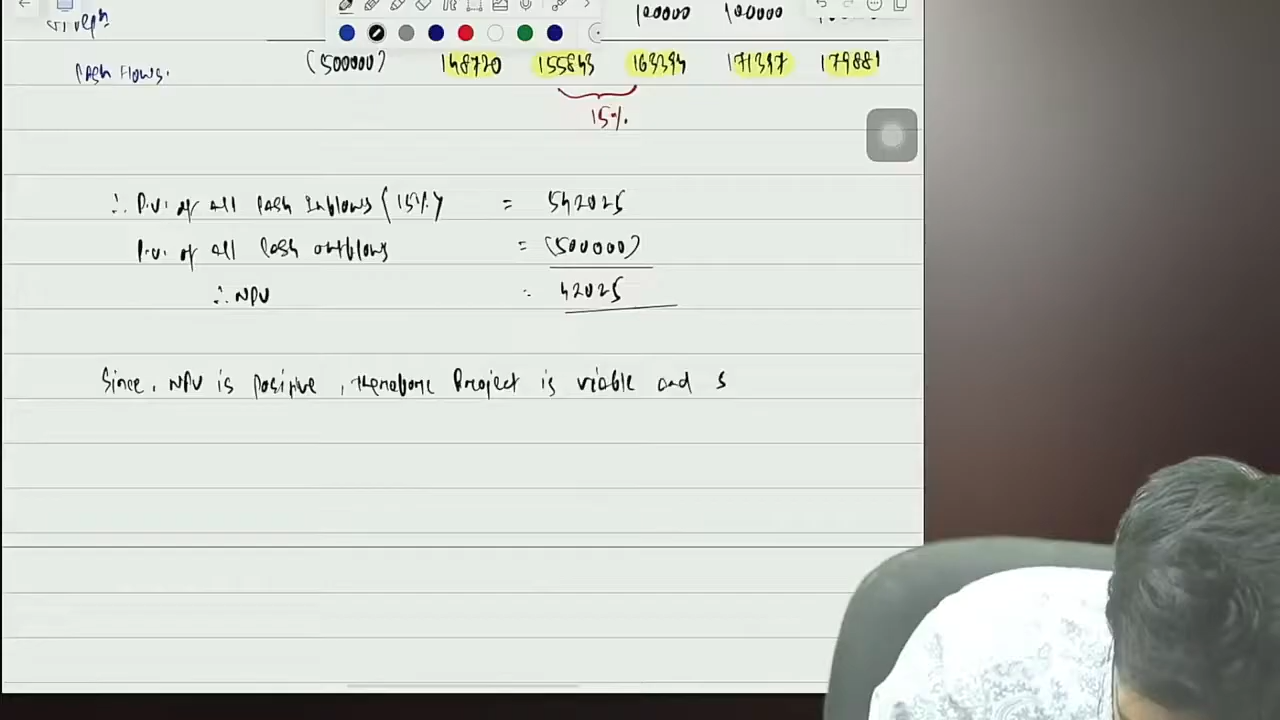 100000 100000
Cash Flows. (500000) 148720 155843 163394 171397 179881
15%
∴ P.V. of all Cash Inflows (15%) = 542025
P.V. of all Cash outflows = (500000)
∴ NPV = 42025
Since, NPV is positive, therefore Project is viable and s